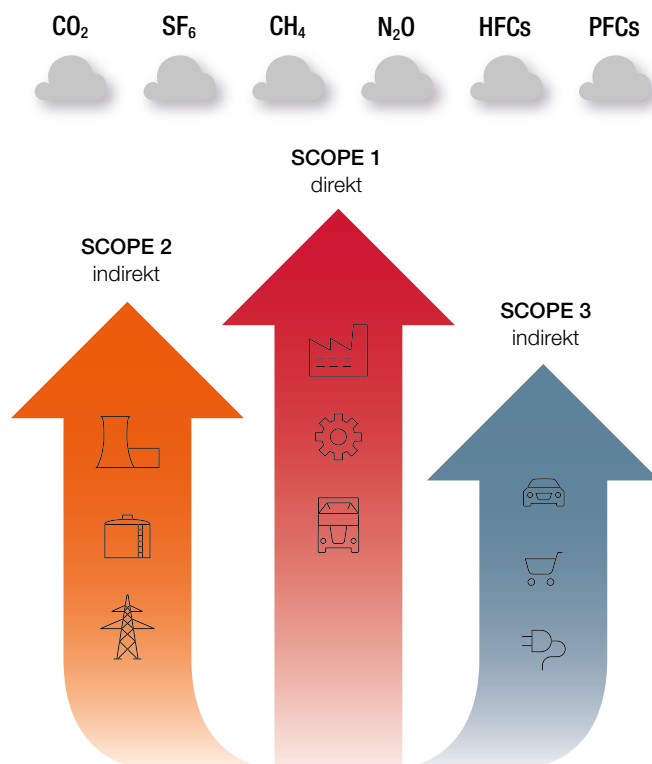 CO₂ SF₆ CH₄ N₂O HFCs PFCs
SCOPE 1
direkt
SCOPE 2
indirekt
SCOPE 3
indirekt